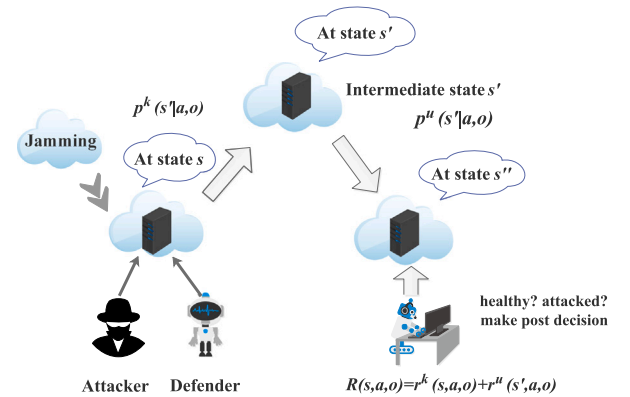 At state s'
Intermediate state s'
p^k (s'|a,o)
p^u (s'|a,o)
Jamming
At state s
At state s''
healthy? attacked?
make post decision
Attacker
Defender
R(s,a,o)=r^k (s,a,o)+r^u (s',a,o)